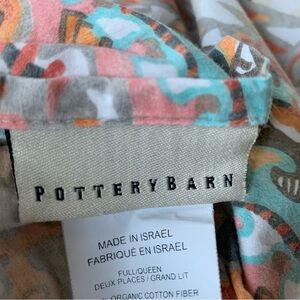 POTTERYBARN
MADE IN ISRAEL
FABRIQUÉ EN ISRAEL
FULL/QUEEN
DEUX PLACES / GRAND LIT
ORGANIC COTTON FIBER